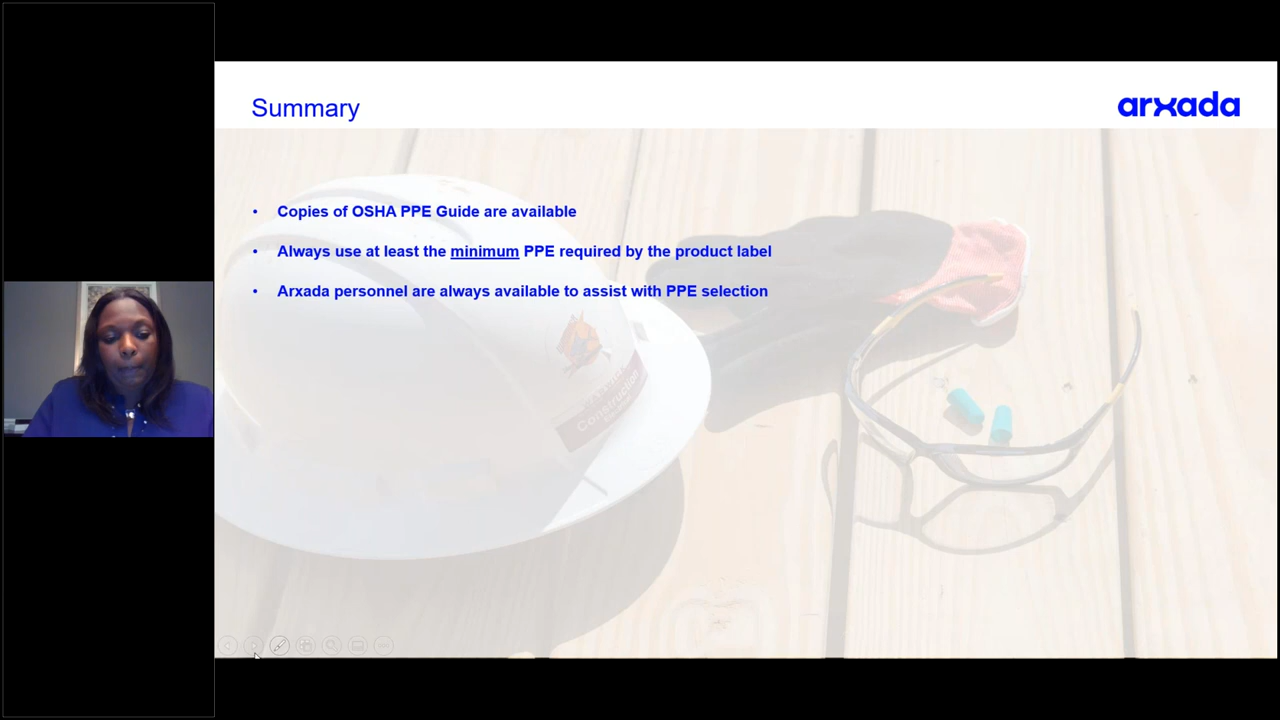 Summary
arxada
• Copies of OSHA PPE Guide are available
• Always use at least the minimum PPE required by the product label
• Arxada personnel are always available to assist with PPE selection
Construction